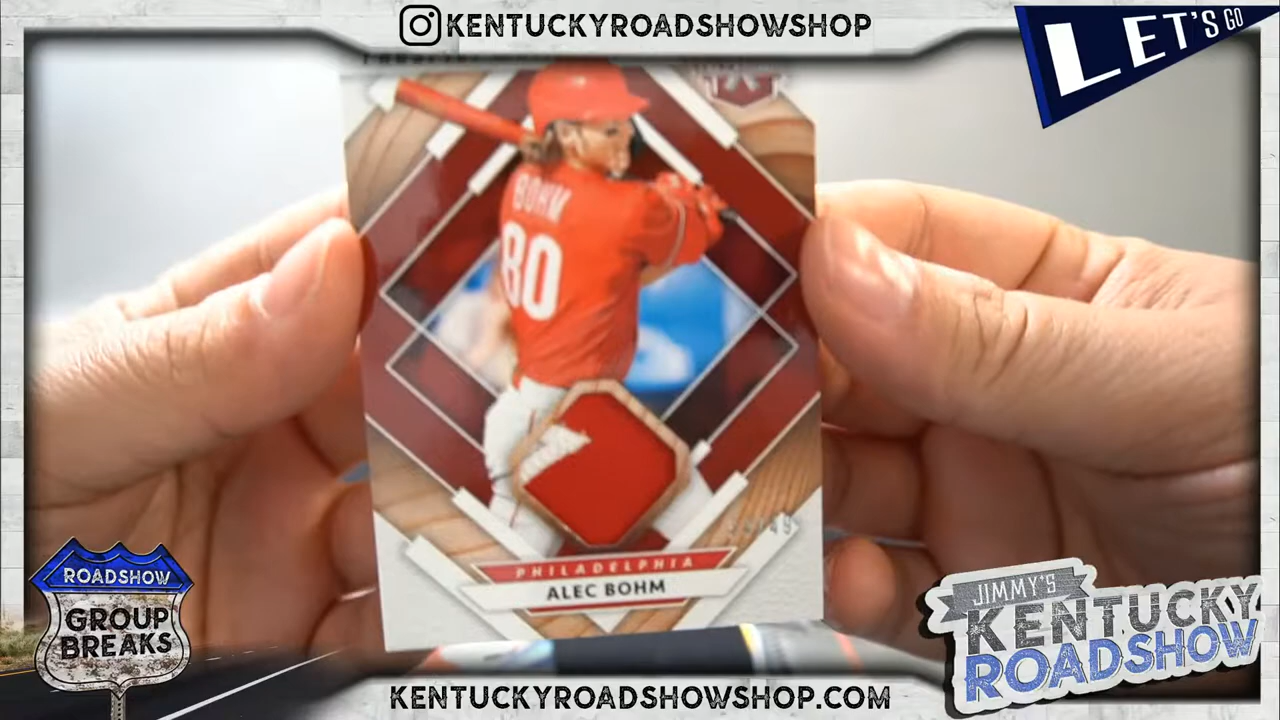 KENTUCKYROADSHOWSHOP
LET'S GO
BOHM
80
PHILADELPHIA
ALEC BOHM
ROADSHOW
GROUP
BREAKS
JIMMY'S
KENTUCKY
ROADSHOW
KENTUCKYROADSHOWSHOP.COM